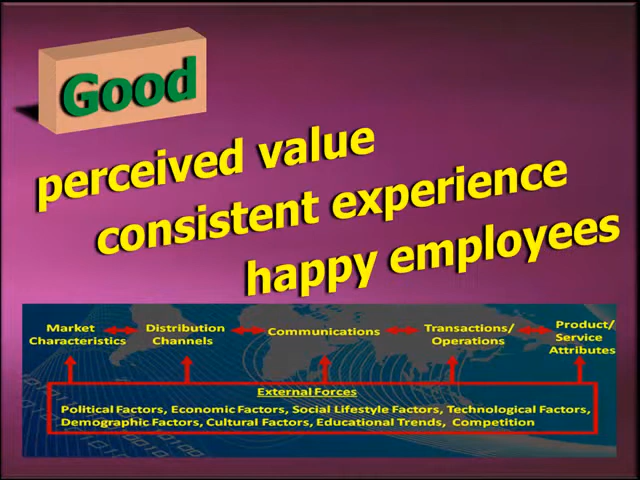 Good
perceived value
consistent experience
happy employees
Market
Characteristics
Distribution
Channels
Communications
Transactions/
Operations
Product/
Service
Attributes
External Forces
Political Factors, Economic Factors, Social Lifestyle Factors, Technological Factors,
Demographic Factors, Cultural Factors, Educational Trends, Competition